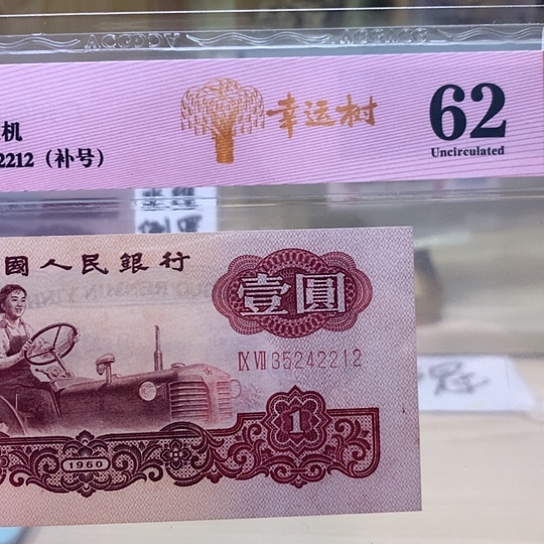 机
幸运树
62
2212（补号）
Uncirculated
國人民銀行
壹圓
IX VII 35242212
1
1960